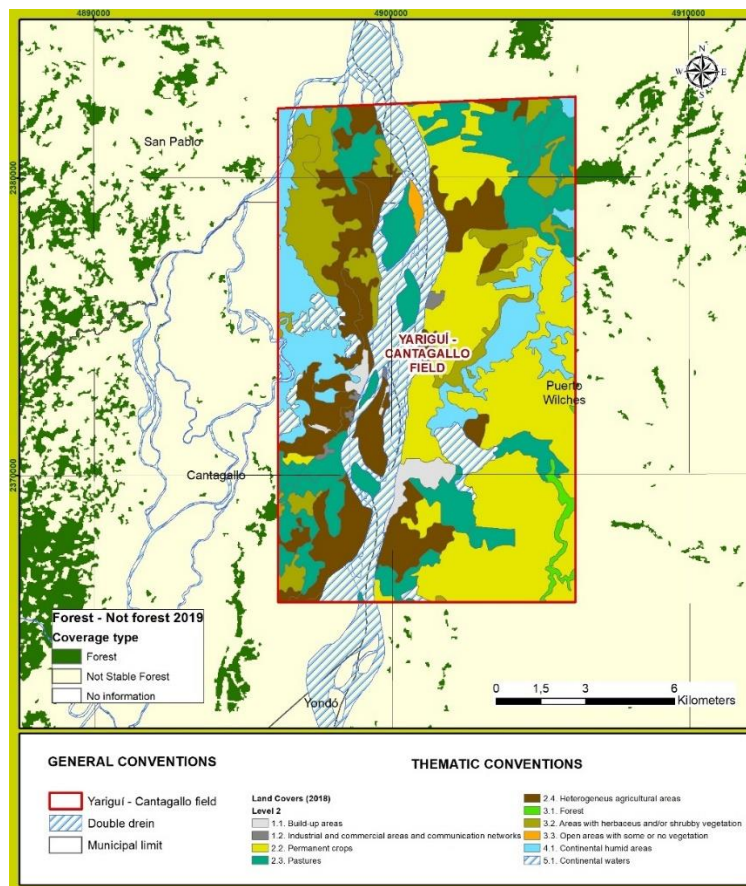 4890000
4900000
4910000
N
W E
S
San Pablo
2380000
2380000
YARIGUÍ -
CANTAGALLO
FIELD
Puerto
Wilches
Cantagallo
2370000
2370000
Forest - Not forest 2019
Coverage type
Forest
Not Stable Forest
No information
0 1,5 3 6
Kilometers
Yondó
GENERAL CONVENTIONS
Yariguí - Cantagallo field
Double drein
Municipal limit
THEMATIC CONVENTIONS
Land Covers (2018)
Level 2
1.1. Build-up areas
1.2. Industrial and commercial areas and communication networks
2.2. Permanent crops
2.3. Pastures
2.4. Heterogeneus agricultural areas
3.1. Forest
3.2. Areas with herbaceus and/or shrubby vegetation
3.3. Open areas with some or no vegetation
4.1. Continental humid areas
5.1. Continental waters